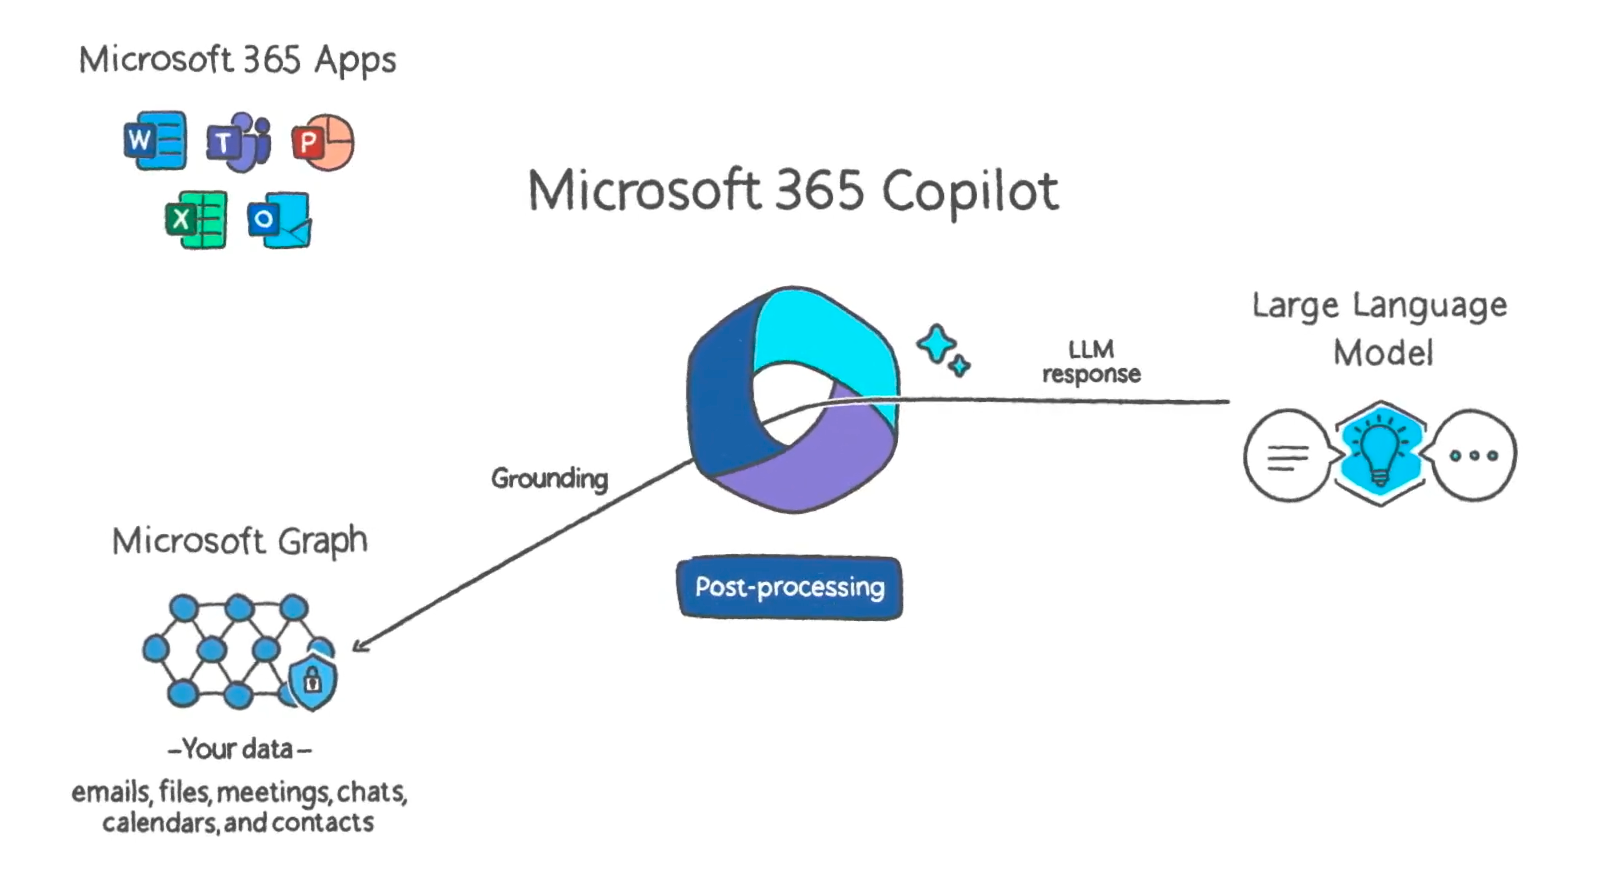 Microsoft 365 Apps
W
T
P
X
O
Microsoft 365 Copilot
Large Language
Model
LLM
response
Grounding
Microsoft Graph
Post-processing
-Your data-
emails, files, meetings, chats,
calendars, and contacts